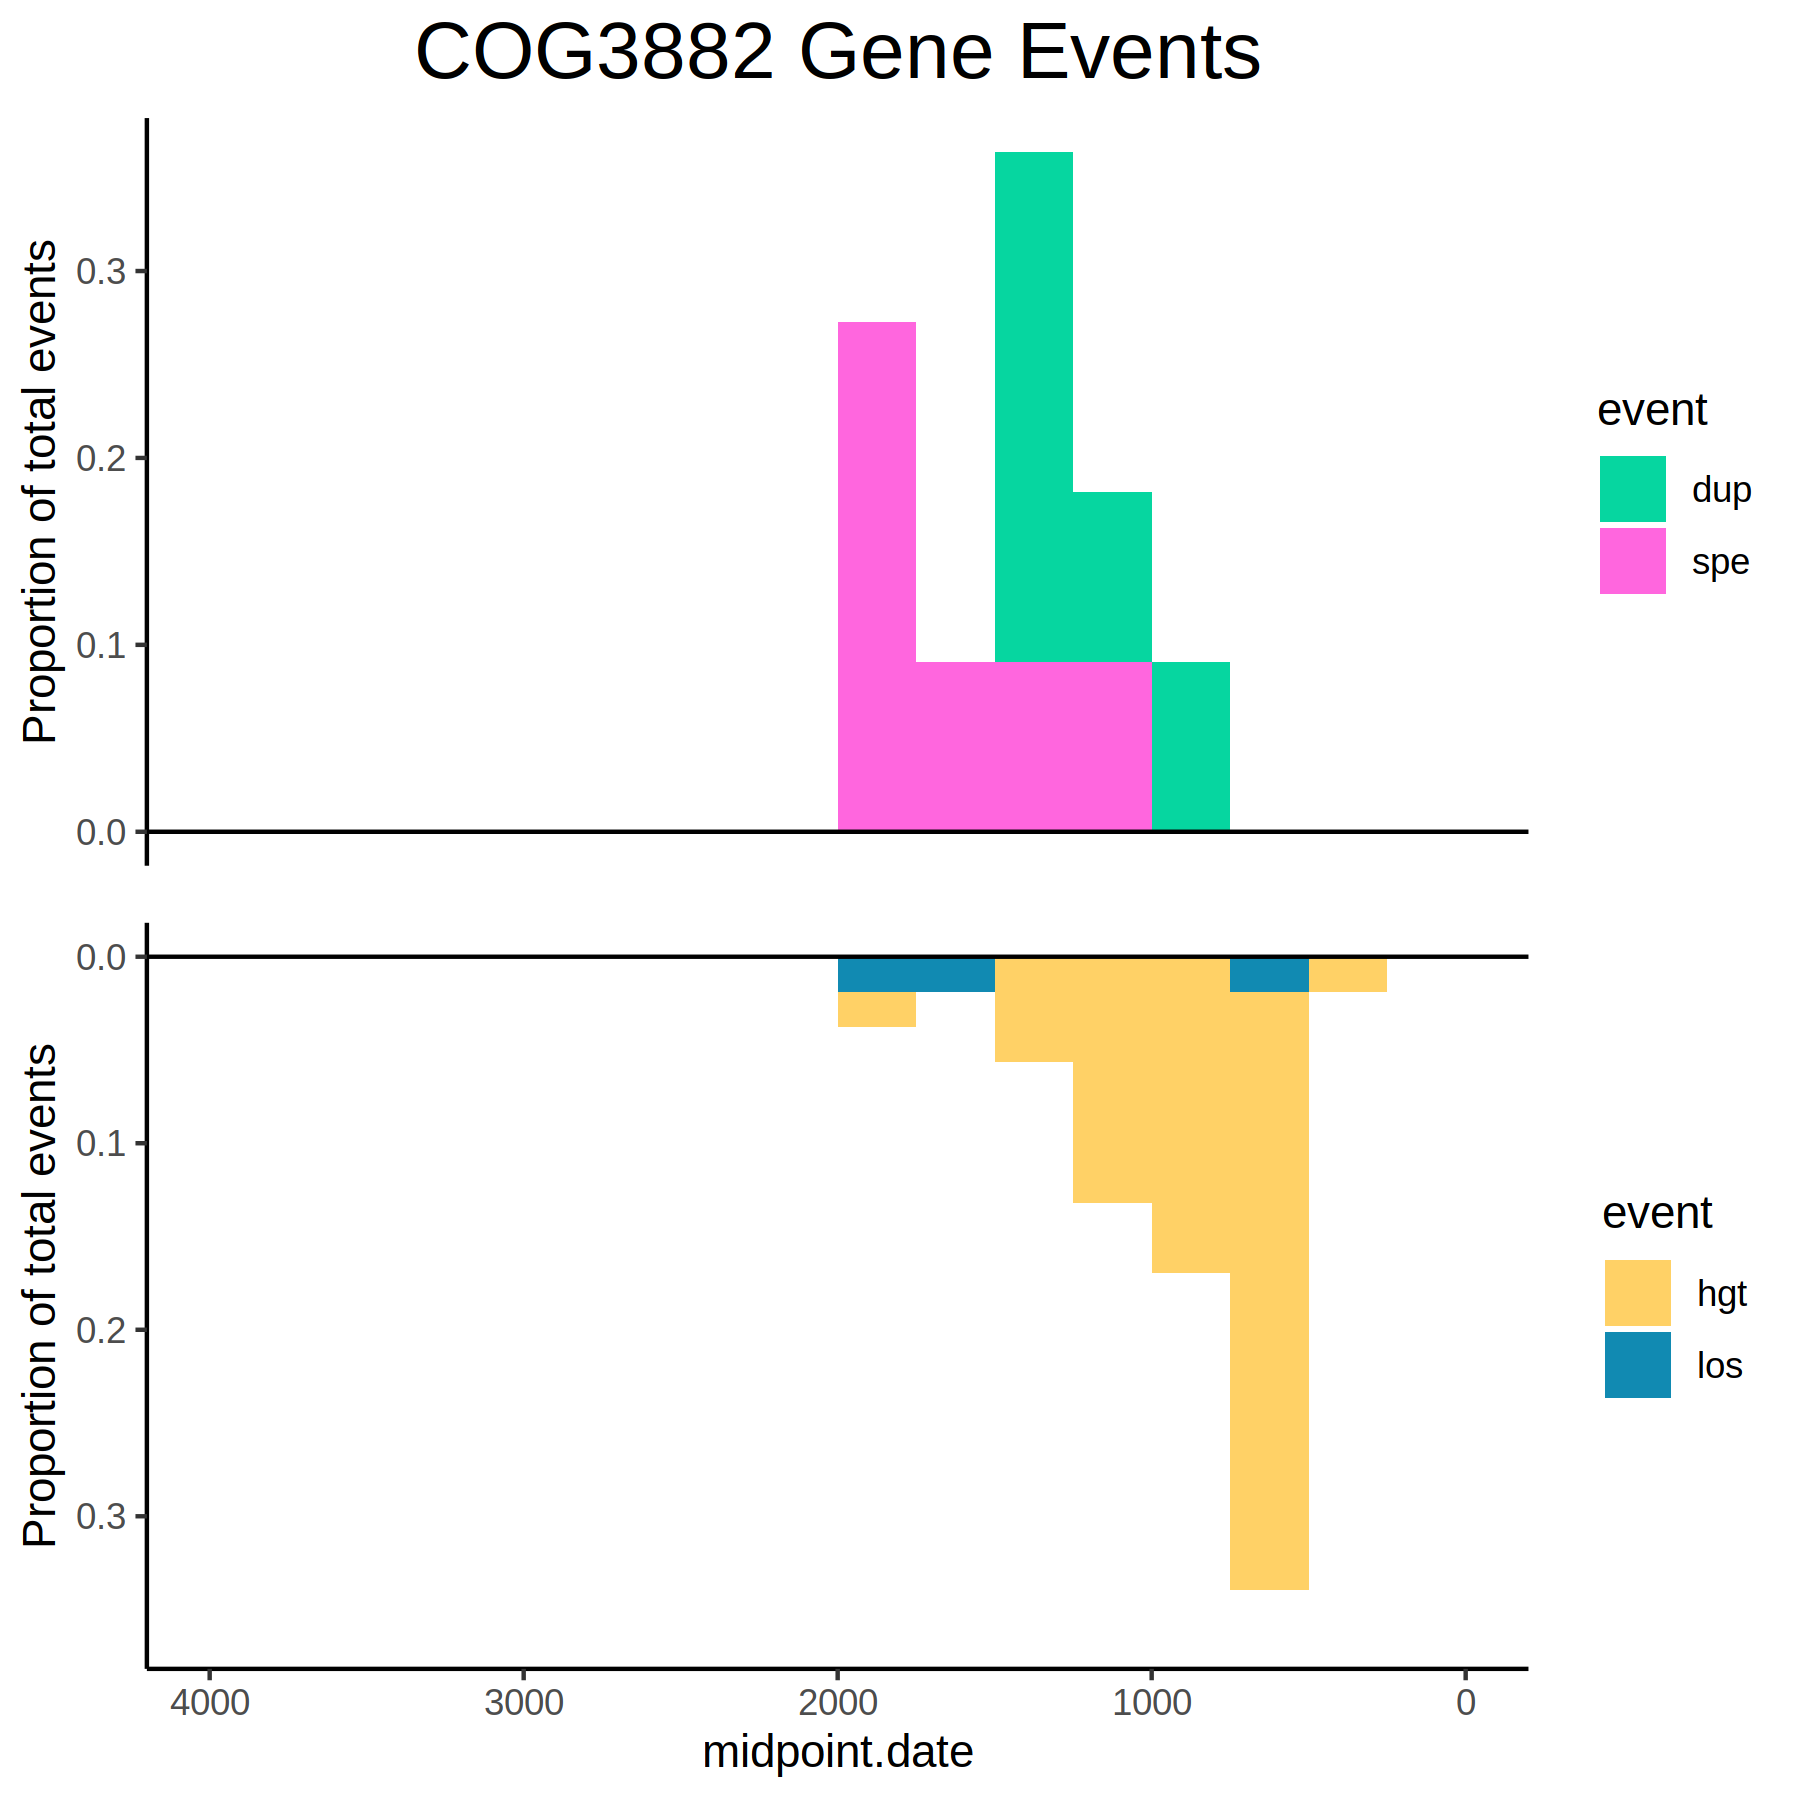 COG3882 Gene Events
Proportion of total events
0.3
0.2
0.1
0.0
event
dup
spe
Proportion of total events
0.0
0.1
0.2
0.3
event
hgt
los
4000 3000 2000 1000 0
midpoint.date